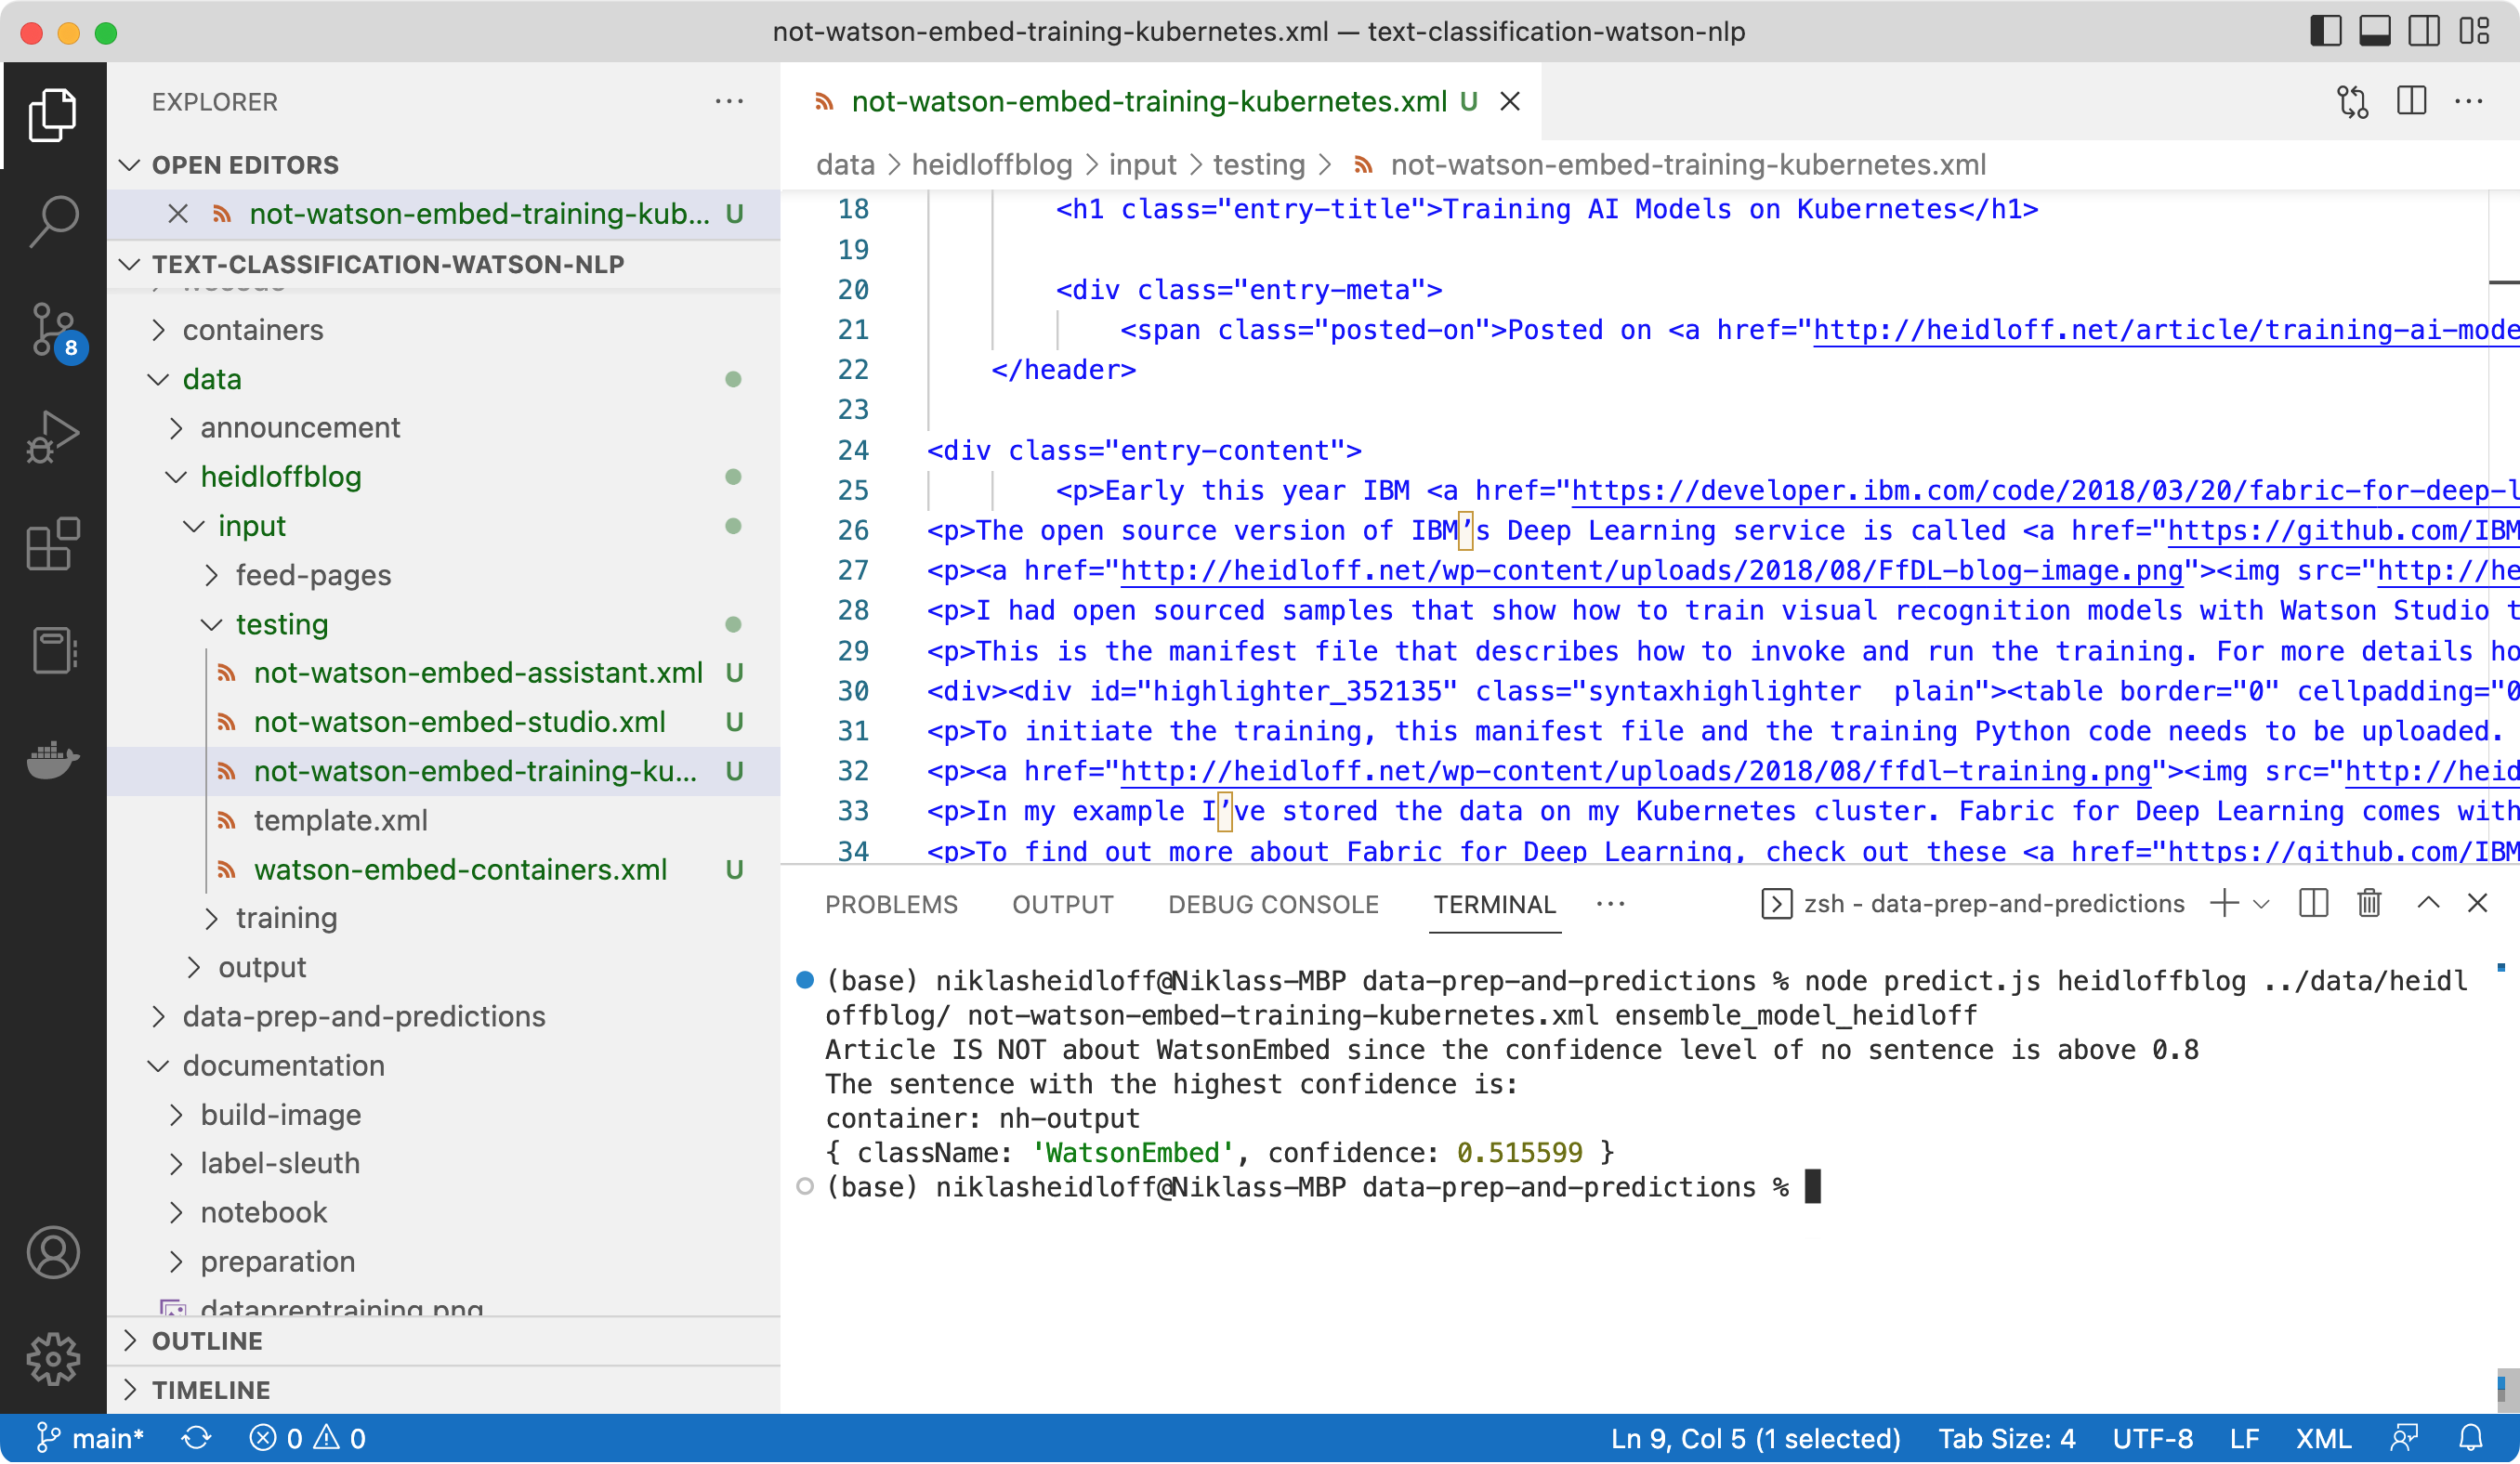 not-watson-embed-training-kubernetes.xml — text-classification-watson-nlp
EXPLORER
OPEN EDITORS
not-watson-embed-training-kub... U
TEXT-CLASSIFICATION-WATSON-NLP
containers
data
announcement
heidloffblog
input
feed-pages
testing
not-watson-embed-assistant.xml U
not-watson-embed-studio.xml U
not-watson-embed-training-ku... U
template.xml
watson-embed-containers.xml U
training
output
data-prep-and-predictions
documentation
build-image
label-sleuth
notebook
preparation
datapreptraining.png
OUTLINE
TIMELINE
8
not-watson-embed-training-kubernetes.xml U
data > heidloffblog > input > testing > not-watson-embed-training-kubernetes.xml
18 <h1 class="entry-title">Training AI Models on Kubernetes</h1>
19
20 <div class="entry-meta">
21 <span class="posted-on">Posted on <a href="http://heidloff.net/article/training-ai-mode
22 </header>
23
24 <div class="entry-content">
25 <p>Early this year IBM <a href="https://developer.ibm.com/code/2018/03/20/fabric-for-deep-l
26 <p>The open source version of IBM’s Deep Learning service is called <a href="https://github.com/IBM
27 <p><a href="http://heidloff.net/wp-content/uploads/2018/08/FfDL-blog-image.png"><img src="http://he
28 <p>I had open sourced samples that show how to train visual recognition models with Watson Studio t
29 <p>This is the manifest file that describes how to invoke and run the training. For more details ho
30 <div><div id="highlighter_352135" class="syntaxhighlighter  plain"><table border="0" cellpadding="0
31 <p>To initiate the training, this manifest file and the training Python code needs to be uploaded.
32 <p><a href="http://heidloff.net/wp-content/uploads/2018/08/ffdl-training.png"><img src="http://heid
33 <p>In my example I’ve stored the data on my Kubernetes cluster. Fabric for Deep Learning comes with
34 <p>To find out more about Fabric for Deep Learning, check out these <a href="https://github.com/IBM
PROBLEMS OUTPUT DEBUG CONSOLE TERMINAL zsh - data-prep-and-predictions
(base) niklasheidloff@Niklass-MBP data-prep-and-predictions % node predict.js heidloffblog ../data/heidl
offblog/ not-watson-embed-training-kubernetes.xml ensemble_model_heidloff
Article IS NOT about WatsonEmbed since the confidence level of no sentence is above 0.8
The sentence with the highest confidence is:
container: nh-output
{ className: 'WatsonEmbed', confidence: 0.515599 }
(base) niklasheidloff@Niklass-MBP data-prep-and-predictions %
main* 0 0 Ln 9, Col 5 (1 selected) Tab Size: 4 UTF-8 LF XML